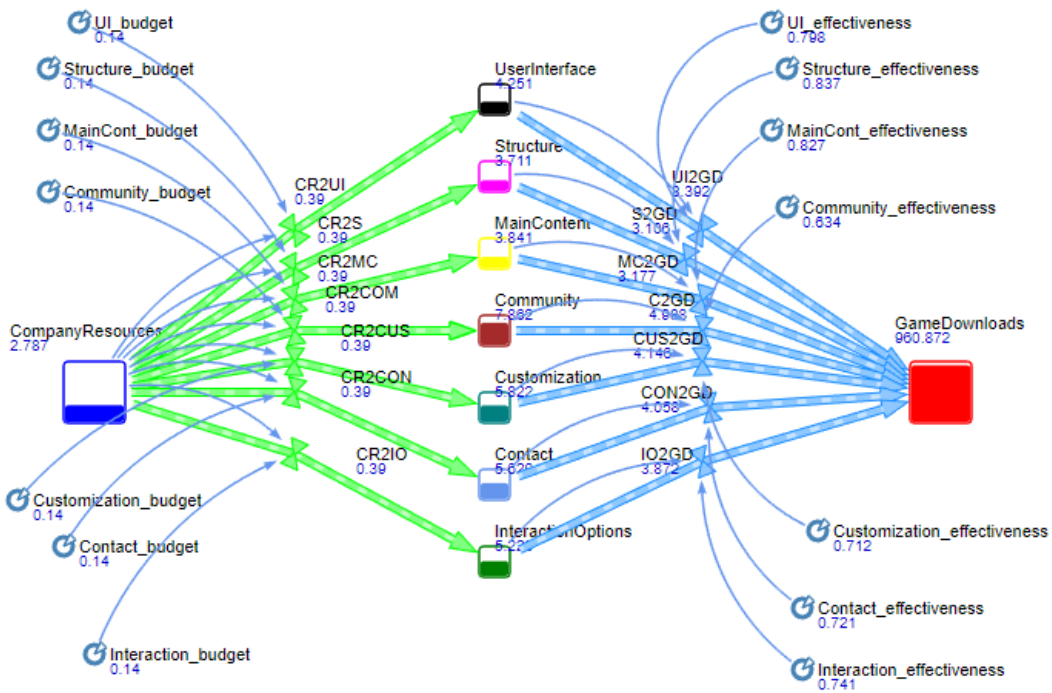 UI_budget
0.14
Structure_budget
0.14
MainCont_budget
0.14
Community_budget
0.14
CompanyResources
2.787
Customization_budget
0.14
Contact_budget
0.14
Interaction_budget
0.14
CR2UI
0.39
CR2S
0.39
CR2MC
0.39
CR2COM
0.39
CR2CUS
0.39
CR2CON
0.39
CR2IO
0.39
UserInterface
4.251
Structure
3.711
MainContent
3.841
Community
Customization
5.822
Contact
InteractionOptions
UI2GD
3.392
S2GD
3.106
MC2GD
3.177
C2GD
CUS2GD
4.146
CON2GD
4.058
IO2GD
3.872
UI_effectiveness
0.798
Structure_effectiveness
0.837
MainCont_effectiveness
0.827
Community_effectiveness
0.634
GameDownloads
960.872
Customization_effectiveness
0.712
Contact_effectiveness
0.721
Interaction_effectiveness
0.741